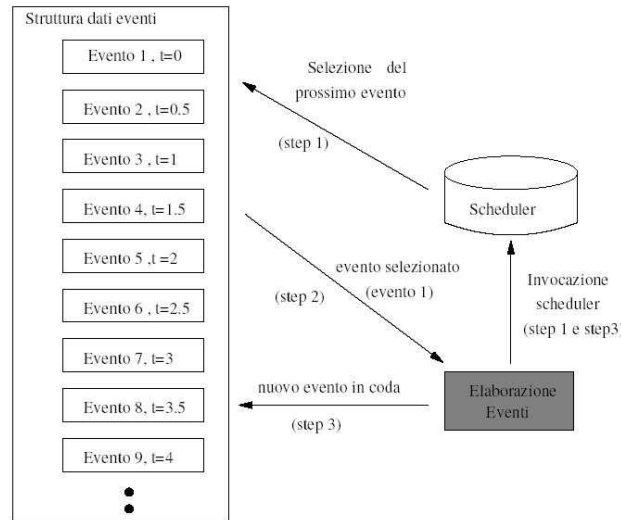 Struttura dati eventi
Evento 1 , t=0
Evento 2 , t=0.5
Evento 3 , t=1
Evento 4, t=1.5
Evento 5 ,t=2
Evento 6 , t=2.5
Evento 7, t=3
Evento 8, t=3.5
Evento 9, t=4
Selezione del
prossimo evento
(step 1)
Scheduler
evento selezionato
(evento 1)
(step 2)
Invocazione
scheduler
(step 1 e step3)
nuovo evento in coda
(step 3)
Elaborazione
Eventi